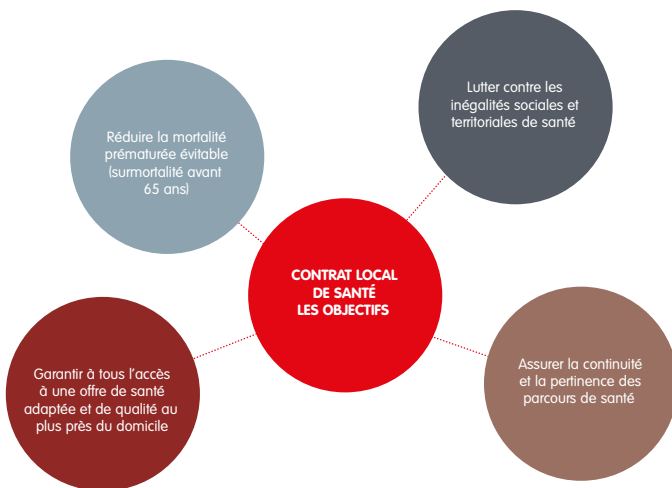 Lutter contre les
inégalités sociales et
territoriales de santé
Réduire la mortalité
prématurée évitable
(surmortalité avant
65 ans)
CONTRAT LOCAL
DE SANTÉ
LES OBJECTIFS
Garantir à tous l'accès
à une offre de santé
adaptée et de qualité au
plus près du domicile
Assurer la continuité
et la pertinence des
parcours de santé